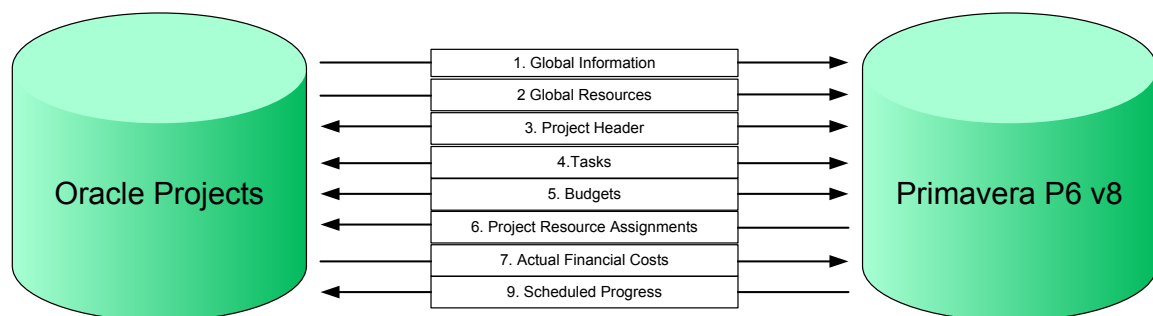 Oracle Projects
1. Global Information
2 Global Resources
3. Project Header
4.Tasks
5. Budgets
6. Project Resource Assignments
7. Actual Financial Costs
9. Scheduled Progress
Primavera P6 v8